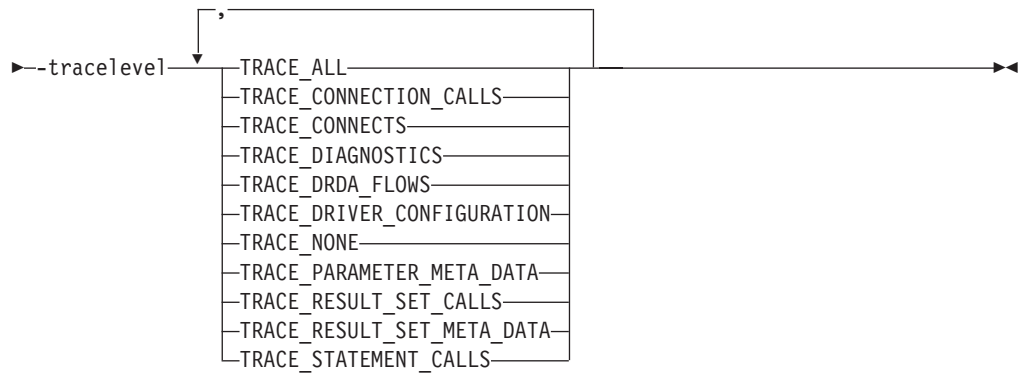 ,
-tracelevel TRACE_ALL
TRACE_CONNECTION_CALLS
TRACE_CONNECTS
TRACE_DIAGNOSTICS
TRACE_DRDA_FLOWS
TRACE_DRIVER_CONFIGURATION
TRACE_NONE
TRACE_PARAMETER_META_DATA
TRACE_RESULT_SET_CALLS
TRACE_RESULT_SET_META_DATA
TRACE_STATEMENT_CALLS